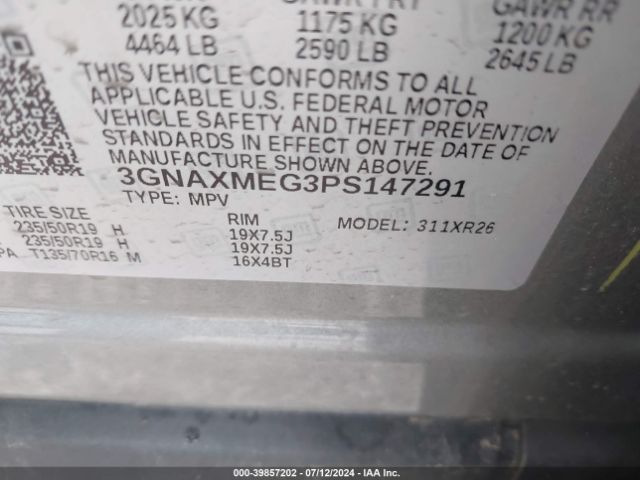 GAWR RR
2025 KG 1175 KG 1200 KG
4464 LB 2590 LB 2645 LB
THIS VEHICLE CONFORMS TO ALL
APPLICABLE U.S. FEDERAL MOTOR
VEHICLE SAFETY AND THEFT PREVENTION
STANDARDS IN EFFECT ON THE DATE OF
MANUFACTURE SHOWN ABOVE.
3GNAXMEG3PS147291
TYPE: MPV MODEL: 311XR26
TIRE SIZE RIM
235/50R19 H 19X7.5J
235/50R19 H 19X7.5J
T135/70R16 M 16X4BT
000-39857202 / 07/12/2024 / IAA Inc.